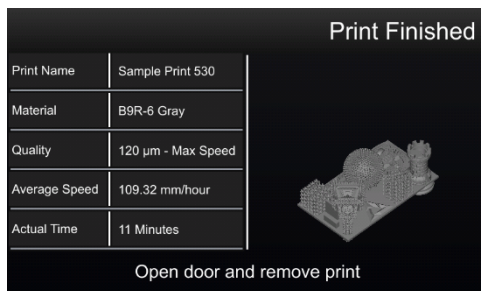 Print Finished
Print Name Sample Print 530
Material B9R-6 Gray
Quality 120 µm - Max Speed
Average Speed 109.32 mm/hour
Actual Time 11 Minutes
Open door and remove print